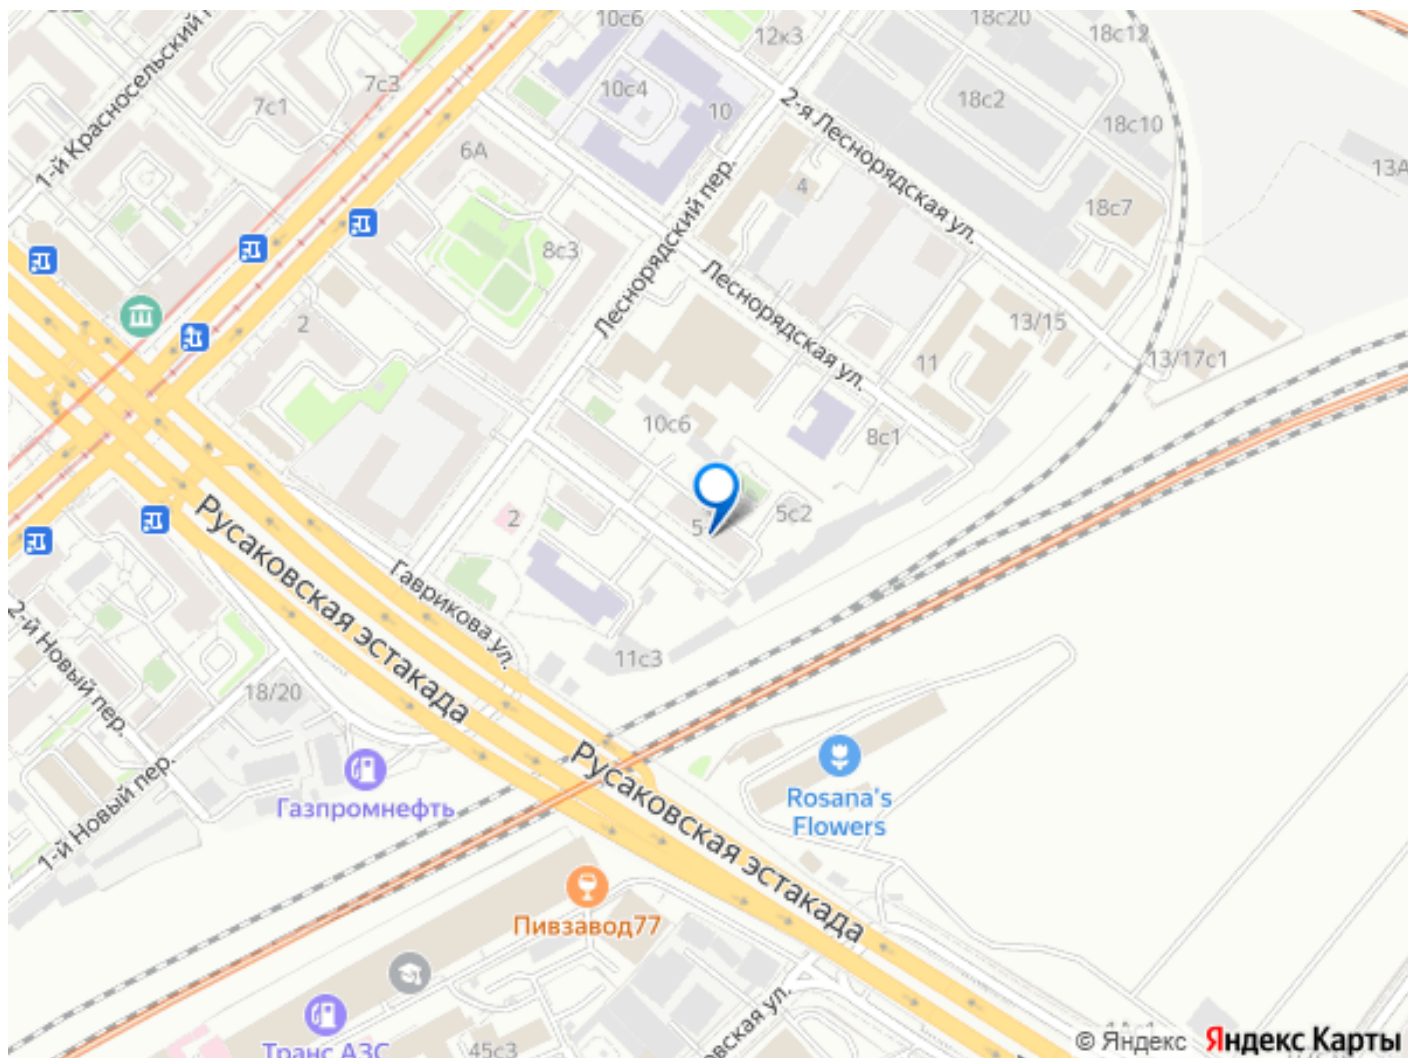 10с6
18с20
12к3
18с12
1-й Красносельский п
7с3
7с1
10с4
10
18с2
2-я Леснорядская ул.
18с10
6А
13А
4
Леснорядский пер.
18с7
8с3
Леснорядская ул.
2
13/15
11
13/17с1
10с6
8с1
5
5с2
2
Русаковская эстакада
Гаврикова ул.
2-й Новый пер.
11с3
18/20
1-й Новый пер.
Газпромнефть
Русаковская эстакада
Rosana's
Flowers
Пивзавод77
Транс АЗС
45с3
овская ул.
© Яндекс Яндекс Карты